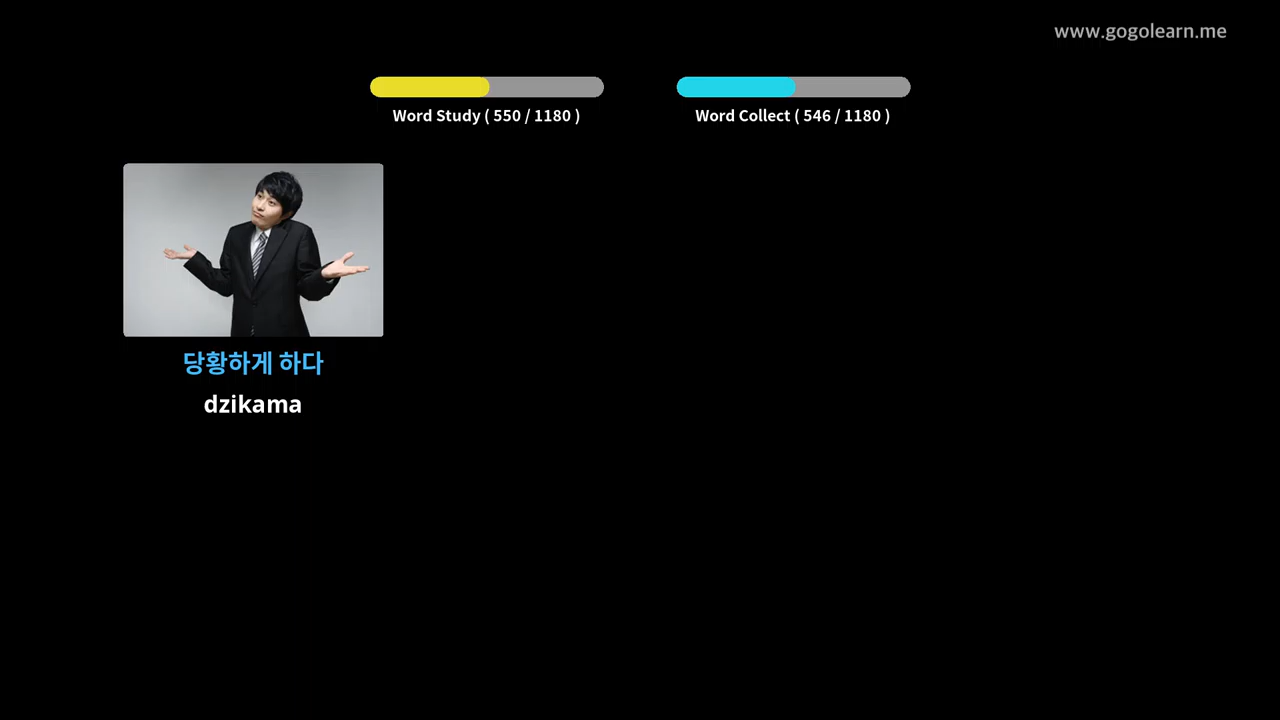 www.gogolearn.me
Word Study ( 550 / 1180 )
Word Collect ( 546 / 1180 )
당황하게 하다
dzikama